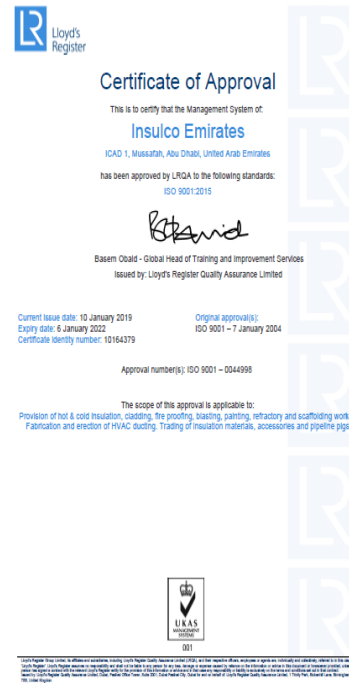 LR
Lloyd's
Register
Certificate of Approval
This is to certify that the Management System of:
Insulco Emirates
ICAD 1, Mussafah, Abu Dhabi, United Arab Emirates
has been approved by LRQA to the following standards:
ISO 9001:2015
Basem Obaid - Global Head of Training and Improvement Services
Issued by: Lloyd's Register Quality Assurance Limited
Current issue date: 10 January 2019 Original approval(s):
Expiry date: 6 January 2022 ISO 9001 – 7 January 2004
Certificate identity number: 10164379
Approval number(s): ISO 9001 – 0044998
The scope of this approval is applicable to:
Provision of hot & cold insulation, cladding, fire proofing, blasting, painting, refractory and scaffolding work
Fabrication and erection of HVAC ducting. Trading of insulation materials, accessories and pipeline pigs
UKAS
MANAGEMENT
SYSTEMS
001